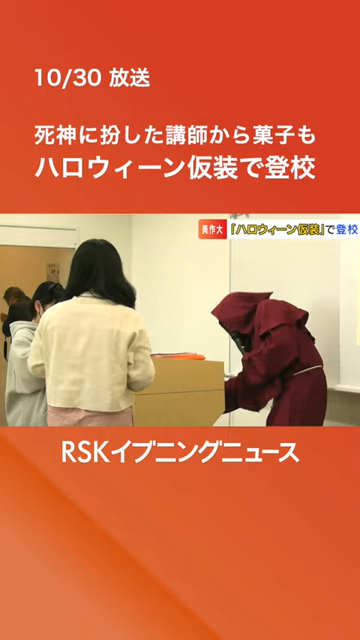 10/30 放送
死神に扮した講師から菓子も
ハロウィーン仮装で登校
美作大
「ハロウィーン仮装」で登校
RSKイブニングニュース